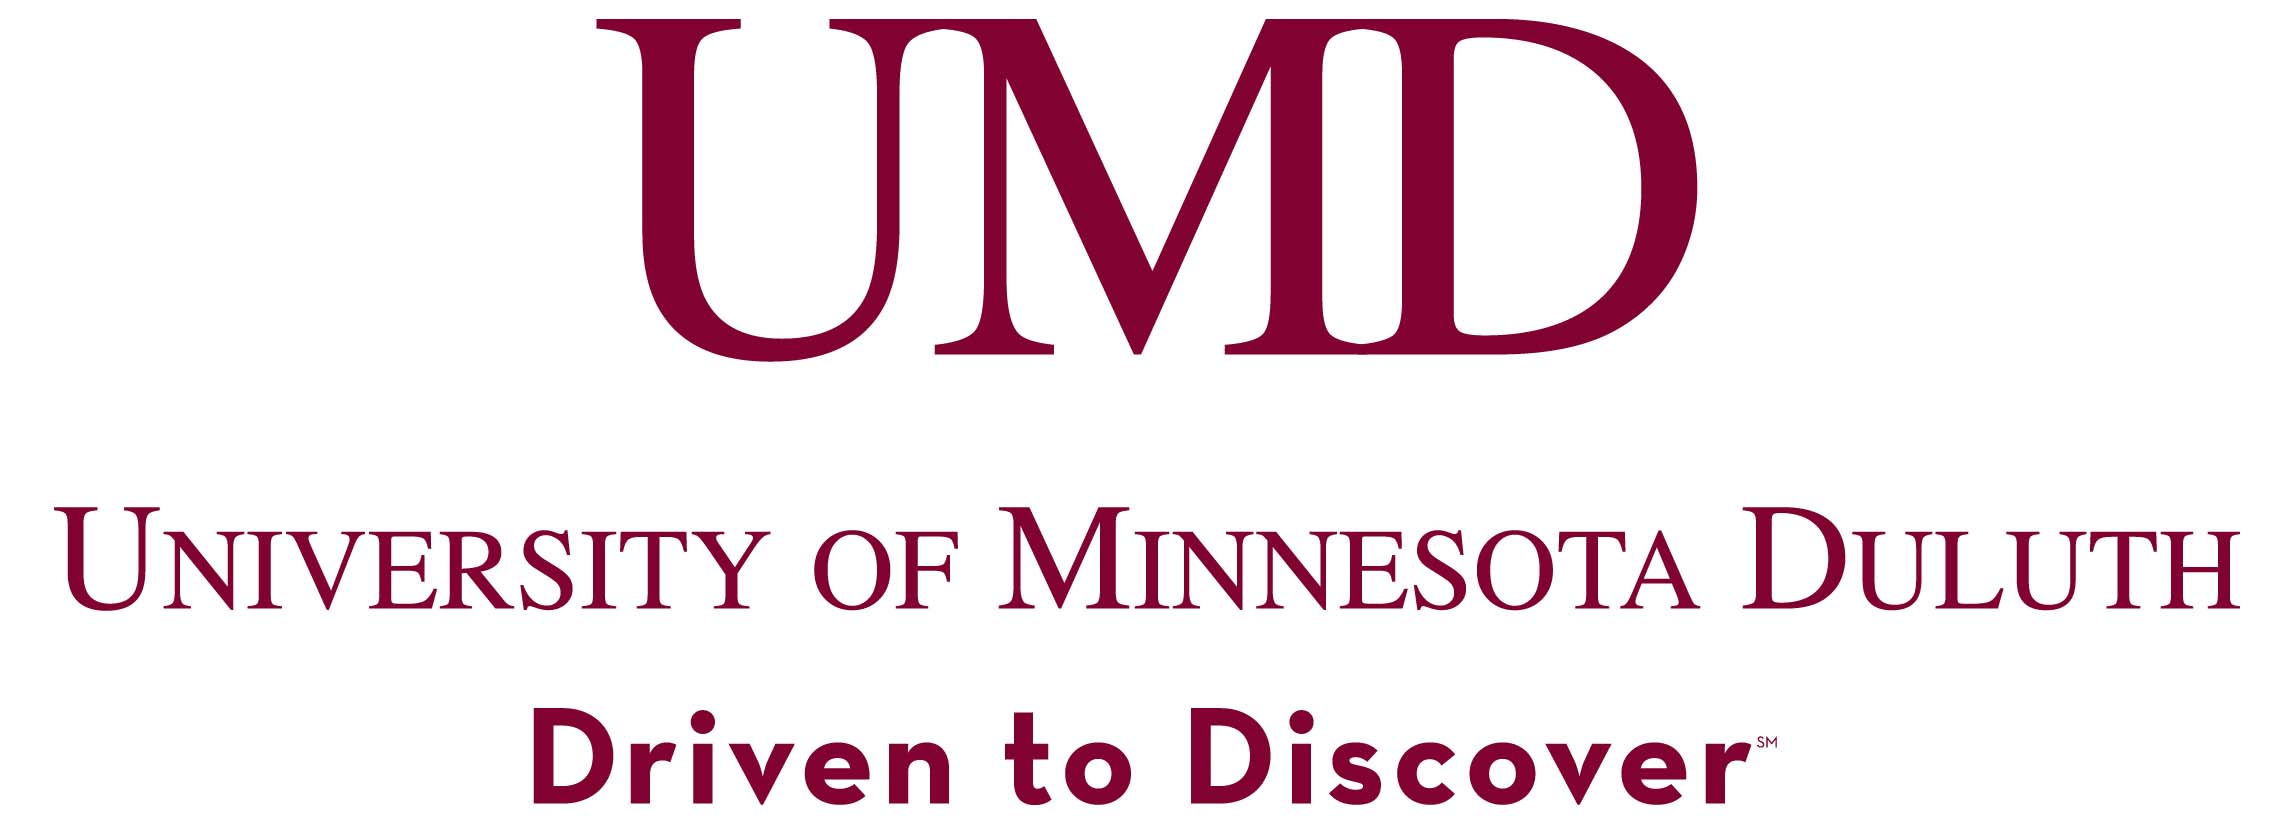 UMD
University of Minnesota Duluth
Driven to Discover℠